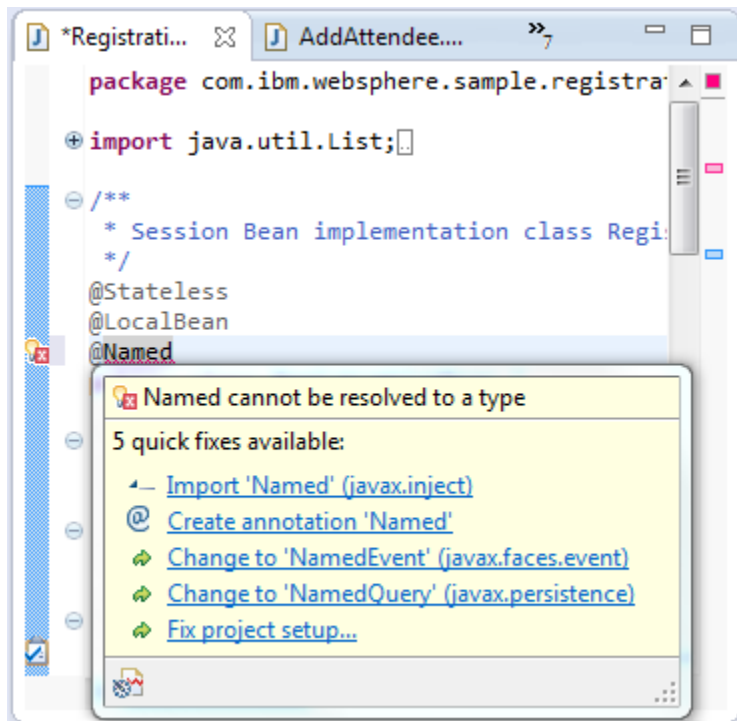 *Registrati... AddAttendee.... »7
package com.ibm.websphere.sample.registra
import java.util.List;
/**
* Session Bean implementation class Regi
*/
@Stateless
@LocalBean
@Named
Named cannot be resolved to a type
5 quick fixes available:
Import 'Named' (javax.inject)
@ Create annotation 'Named'
Change to 'NamedEvent' (javax.faces.event)
Change to 'NamedQuery' (javax.persistence)
Fix project setup...